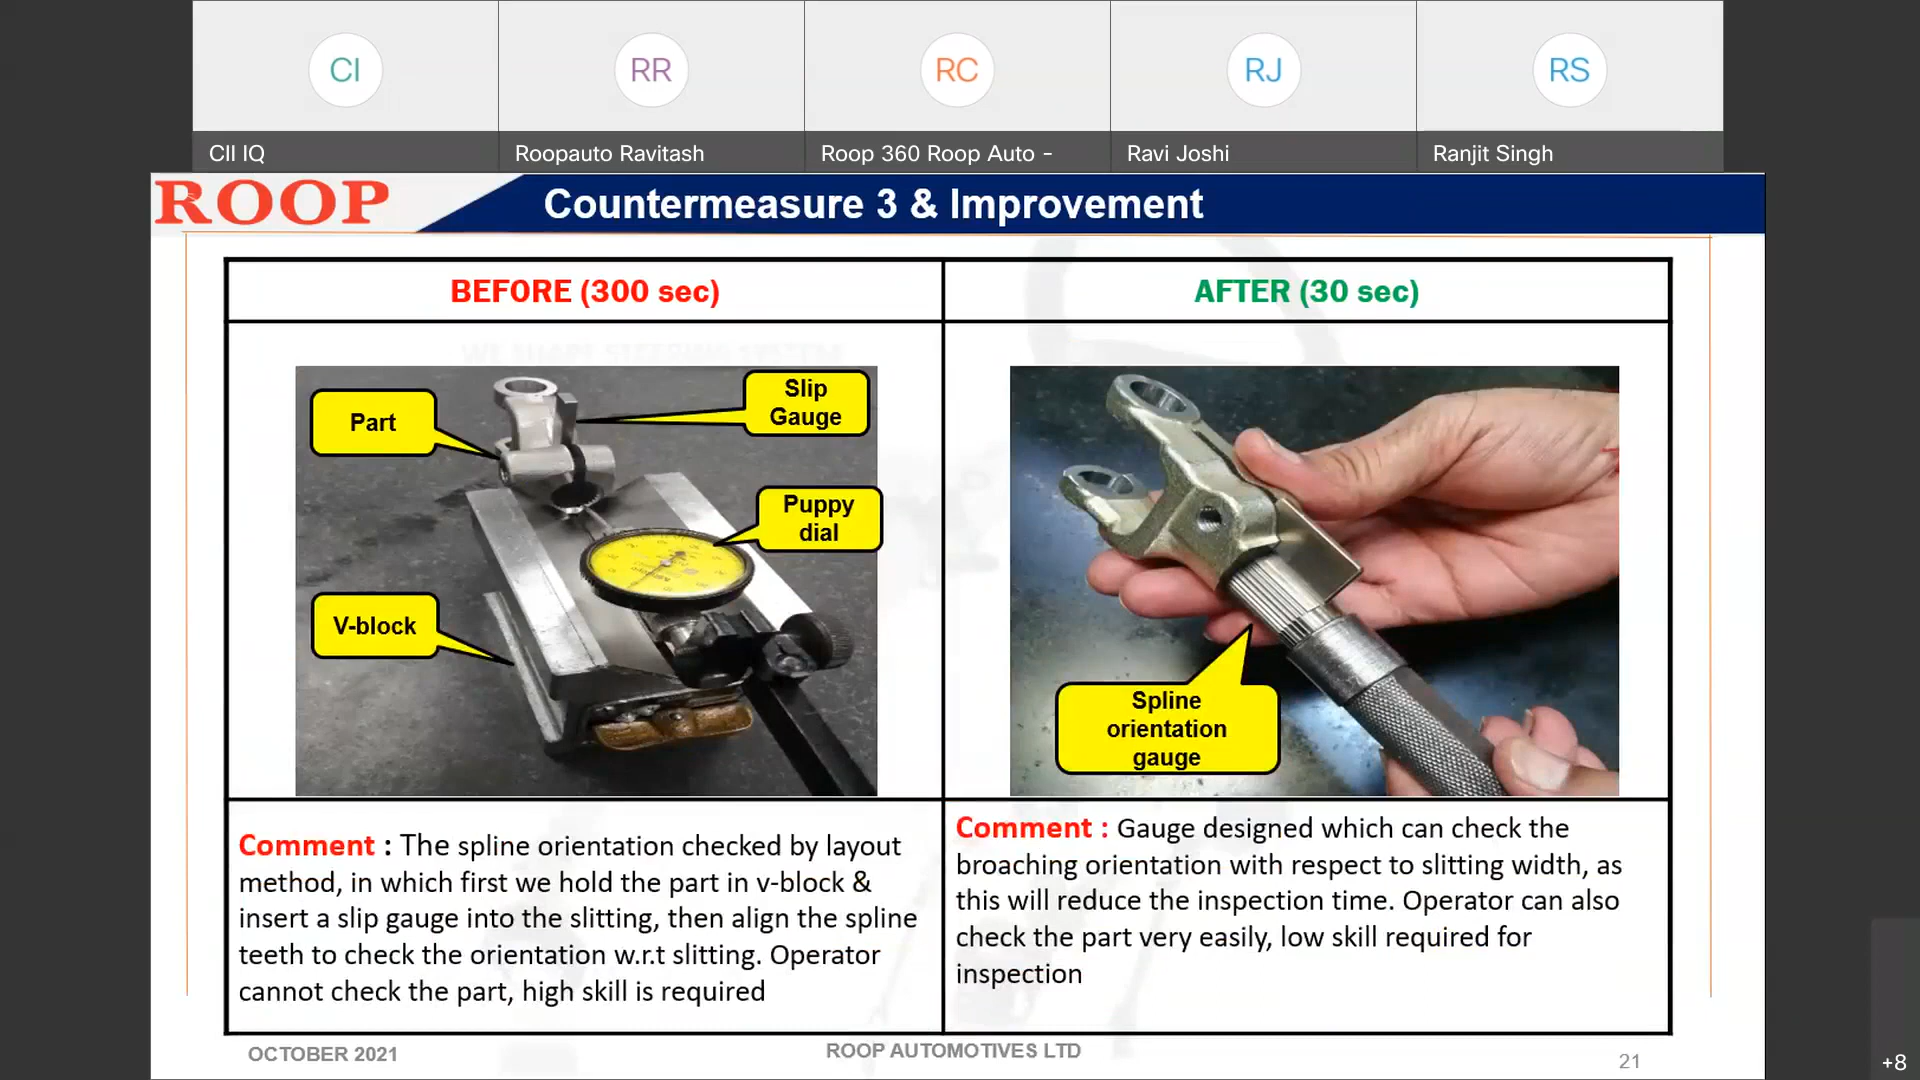 CI
RR
RC
RJ
RS
CII IQ
Roopauto Ravitash
Roop 360 Roop Auto -
Ravi Joshi
Ranjit Singh
ROOP
Countermeasure 3 & Improvement
BEFORE (300 sec)
AFTER (30 sec)
Part
Slip
Gauge
Puppy
dial
V-block
Spline
orientation
gauge
Comment : The spline orientation checked by layout
method, in which first we hold the part in v-block &
insert a slip gauge into the slitting, then align the spline
teeth to check the orientation w.r.t slitting. Operator
cannot check the part, high skill is required
Comment : Gauge designed which can check the
broaching orientation with respect to slitting width, as
this will reduce the inspection time. Operator can also
check the part very easily, low skill required for
inspection
OCTOBER 2021
ROOP AUTOMOTIVES LTD
21
+8